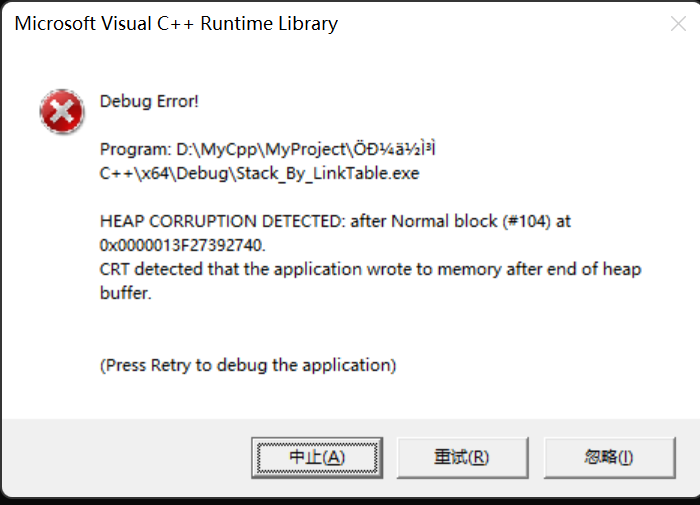 Microsoft Visual C++ Runtime Library
Debug Error!
Program: D:\MyCpp\MyProject\ÖÐ¼ä½Ì³Ì
C++\x64\Debug\Stack_By_LinkTable.exe
HEAP CORRUPTION DETECTED: after Normal block (#104) at
0x0000013F27392740.
CRT detected that the application wrote to memory after end of heap
buffer.
(Press Retry to debug the application)
中止(A)
重试(R)
忽略(I)